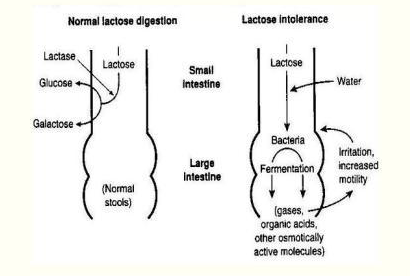 Normal lactose digestion
Lactase
Lactose
Glucose
Galactose
(Normal
stools)
Small
intestine
Large
Intestine
Lactose intolerance
Lactose
Water
Bacteria
Fermentation
Irritation,
increased
motility
(gases,
organic acids,
other osmotically
active molecules)